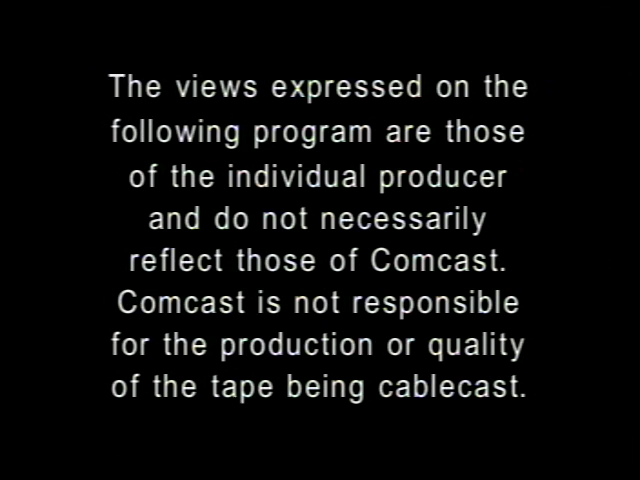 The views expressed on the
following program are those
of the individual producer
and do not necessarily
reflect those of Comcast.
Comcast is not responsible
for the production or quality
of the tape being cablecast.